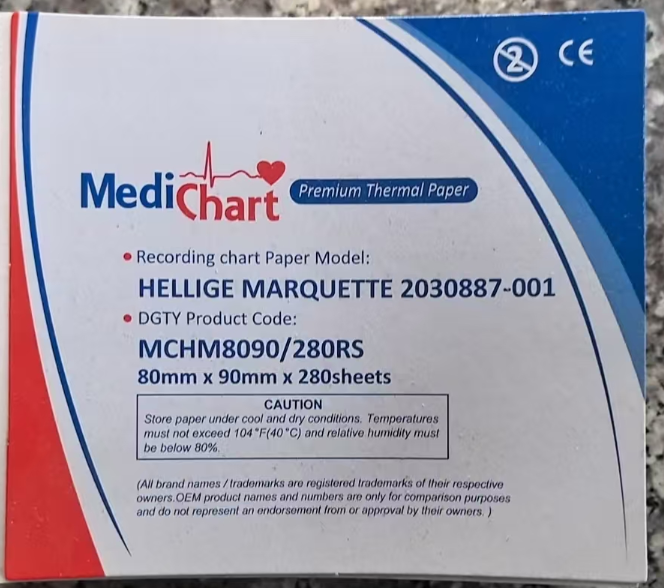 2 CE
MediChart Premium Thermal Paper
• Recording chart Paper Model:
HELLIGE MARQUETTE 2030887-001
• DGTY Product Code:
MCHM8090/280RS
80mm x 90mm x 280sheets
CAUTION
Store paper under cool and dry conditions. Temperatures
must not exceed 104°F(40°C) and relative humidity must
be below 80%.
(All brand names / trademarks are registered trademarks of their respective
owners.OEM product names and numbers are only for comparison purposes
and do not represent an endorsement from or approval by their owners. )